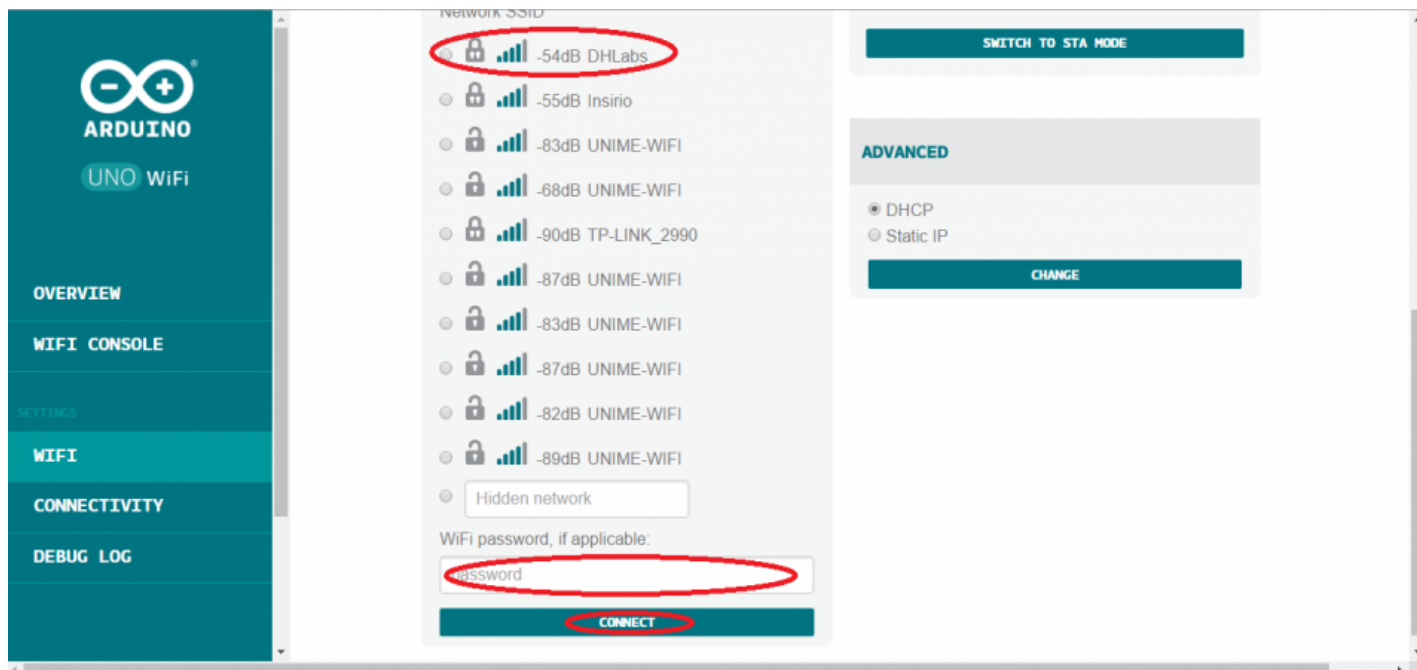 ARDUINO
UNO WiFi
OVERVIEW
WIFI CONSOLE
SETTINGS
WIFI
CONNECTIVITY
DEBUG LOG
Network SSID
-54dB DHLabs
-55dB Insirio
-83dB UNIME-WIFI
-68dB UNIME-WIFI
-90dB TP-LINK_2990
-87dB UNIME-WIFI
-83dB UNIME-WIFI
-87dB UNIME-WIFI
-82dB UNIME-WIFI
-89dB UNIME-WIFI
Hidden network
WiFi password, if applicable:
password
CONNECT
SWITCH TO STA MODE
ADVANCED
DHCP
Static IP
CHANGE